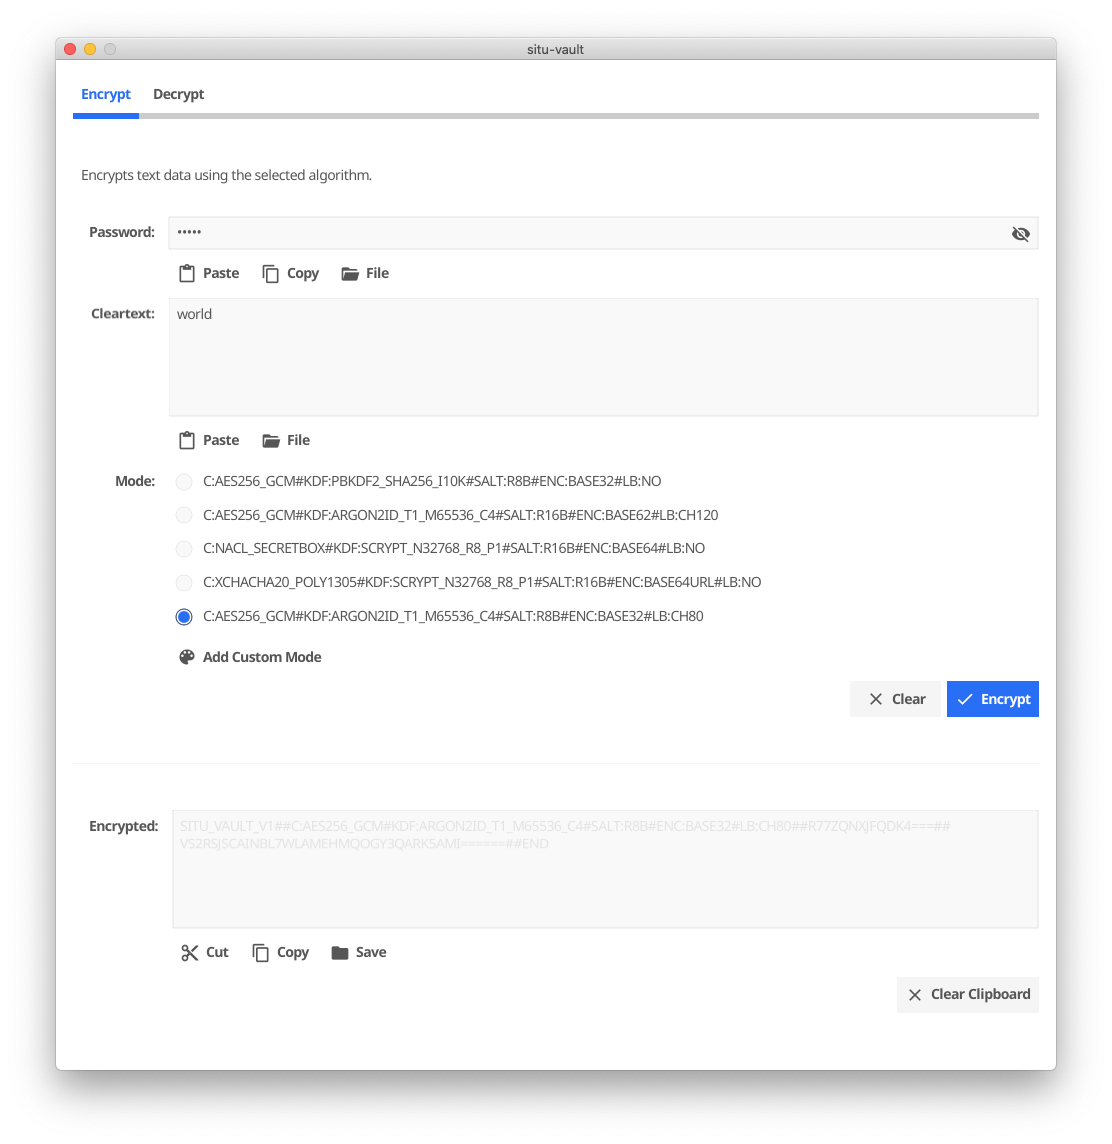 situ-vault
Encrypt Decrypt
Encrypts text data using the selected algorithm.
Password: •••••
Paste Copy File
Cleartext: world
Paste File
Mode: C:AES256_GCM#KDF:PBKDF2_SHA256_I10K#SALT:R8B#ENC:BASE32#LB:NO
C:AES256_GCM#KDF:ARGON2ID_T1_M65536_C4#SALT:R16B#ENC:BASE62#LB:CH120
C:NACL_SECRETBOX#KDF:SCRYPT_N32768_R8_P1#SALT:R16B#ENC:BASE64#LB:NO
C:XCHACHA20_POLY1305#KDF:SCRYPT_N32768_R8_P1#SALT:R16B#ENC:BASE64URL#LB:NO
C:AES256_GCM#KDF:ARGON2ID_T1_M65536_C4#SALT:R8B#ENC:BASE32#LB:CH80
Add Custom Mode
Clear Encrypt
Encrypted: SITU_VAULT_V1##C:AES256_GCM#KDF:ARGON2ID_T1_M65536_C4#SALT:R8B#ENC:BASE32#LB:CH80##R77ZQNXJFQDK4===##
VS2RSJSCAINBL7WLAMEHMQOGY3QARK5AMI======##END
Cut Copy Save
Clear Clipboard